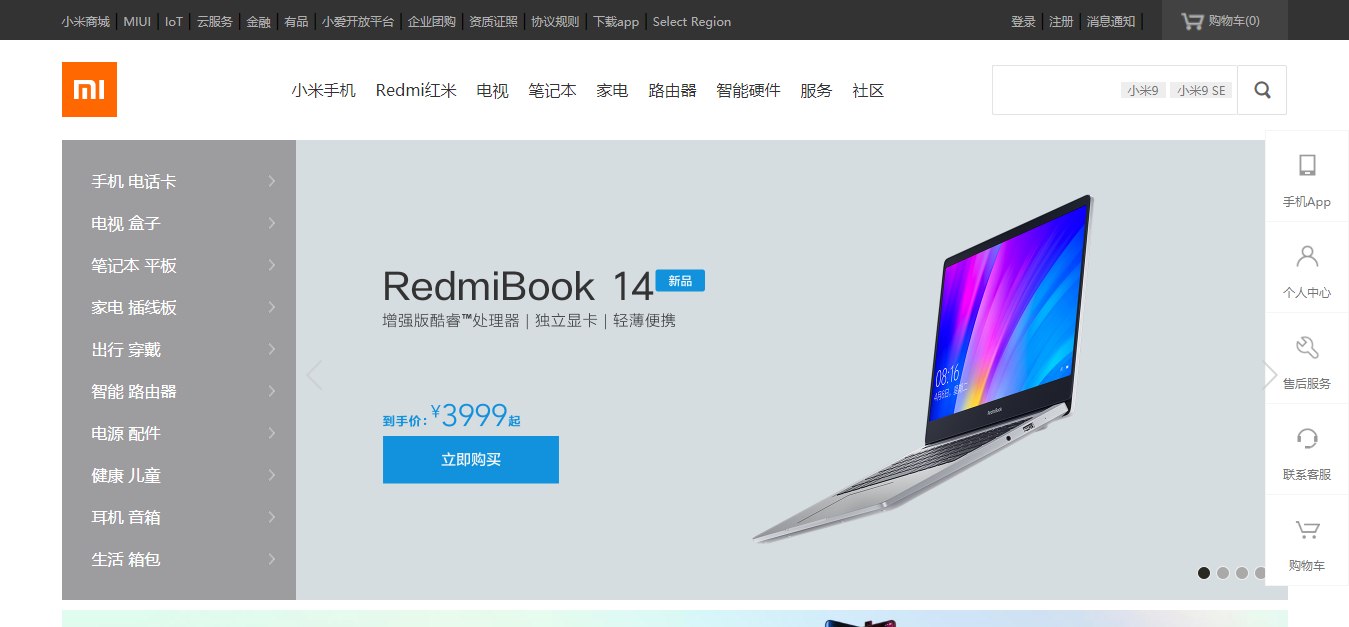 小米商城 MIUI IoT 云服务 金融 有品 小爱开放平台 企业团购 资质证照 协议规则 下载app Select Region 登录 注册 消息通知 购物车(0)
mi 小米手机 Redmi红米 电视 笔记本 家电 路由器 智能硬件 服务 社区 小米9 小米9 SE
手机 电话卡
电视 盒子
笔记本 平板
家电 插线板
出行 穿戴
智能 路由器
电源 配件
健康 儿童
耳机 音箱
生活 箱包
RedmiBook 14 新品
增强版酷睿™处理器 | 独立显卡 | 轻薄便携
到手价：¥3999起
立即购买
08:16
RedmiBook
手机App
个人中心
售后服务
联系客服
购物车